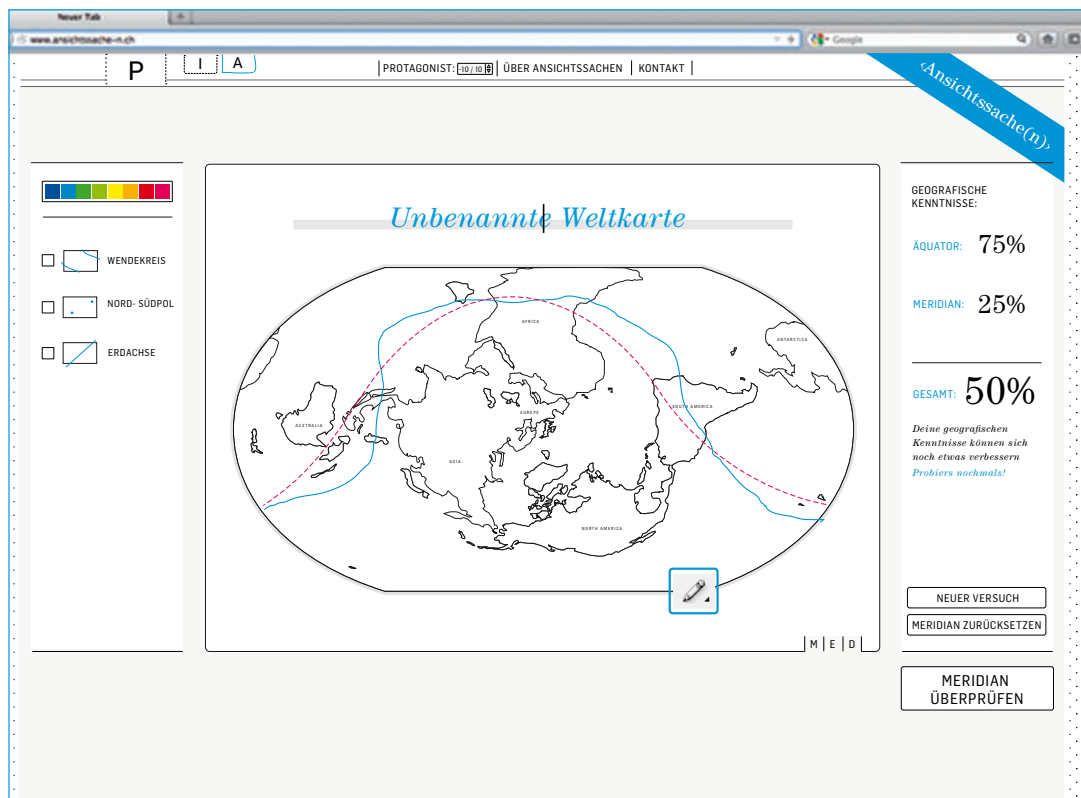 Neuer Tab
www.ansichtssache-n.ch
Google
P
I
A
PROTAGONIST: -10 / 10
ÜBER ANSICHTSSACHEN
KONTAKT
‹Ansichtssache(n)›
WENDEKREIS
NORD- SÜDPOL
ERDACHSE
Unbenannte Weltkarte
AFRICA
ANTARCTICA
SOUTH AMERICA
EUROPE
AUSTRALIA
ASIA
NORTH AMERICA
M | E | D
GEOGRAFISCHE
KENNTNISSE:
ÄQUATOR: 75%
MERIDIAN: 25%
GESAMT: 50%
Deine geografischen
Kenntnisse können sich
noch etwas verbessern
Probiers nochmals!
NEUER VERSUCH
MERIDIAN ZURÜCKSETZEN
MERIDIAN
ÜBERPRÜFEN